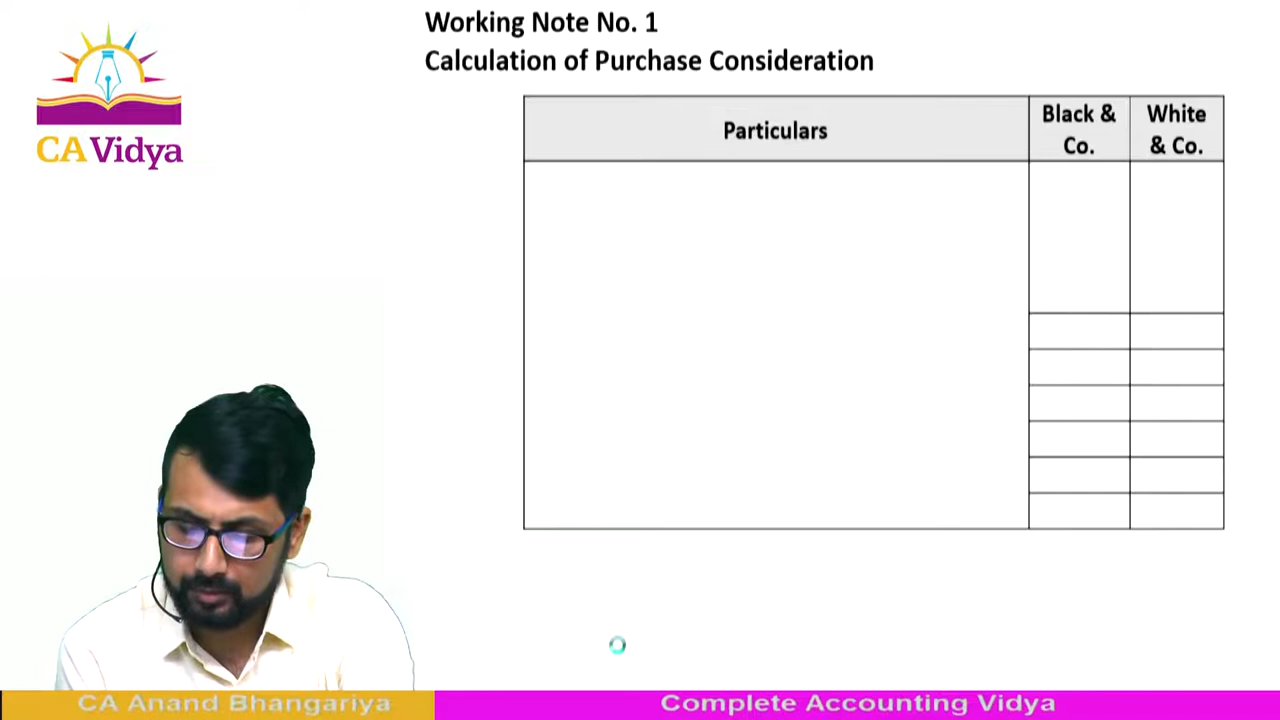 Working Note No. 1
Calculation of Purchase Consideration
CA Vidya
Particulars
Black &
Co.
White
& Co.
CA Anand Bhangariya
Complete Accounting Vidya